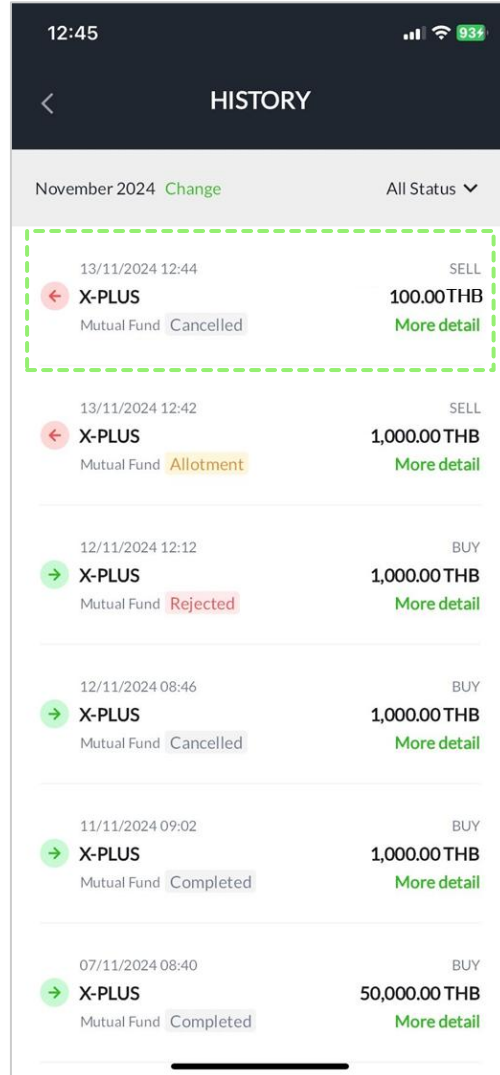 12:45 93
HISTORY
November 2024 Change All Status
13/11/2024 12:44 SELL
X-PLUS 100.00THB
Mutual Fund Cancelled More detail
13/11/2024 12:42 SELL
X-PLUS 1,000.00 THB
Mutual Fund Allotment More detail
12/11/2024 12:12 BUY
X-PLUS 1,000.00 THB
Mutual Fund Rejected More detail
12/11/2024 08:46 BUY
X-PLUS 1,000.00 THB
Mutual Fund Cancelled More detail
11/11/2024 09:02 BUY
X-PLUS 1,000.00 THB
Mutual Fund Completed More detail
07/11/2024 08:40 BUY
X-PLUS 50,000.00 THB
Mutual Fund Completed More detail